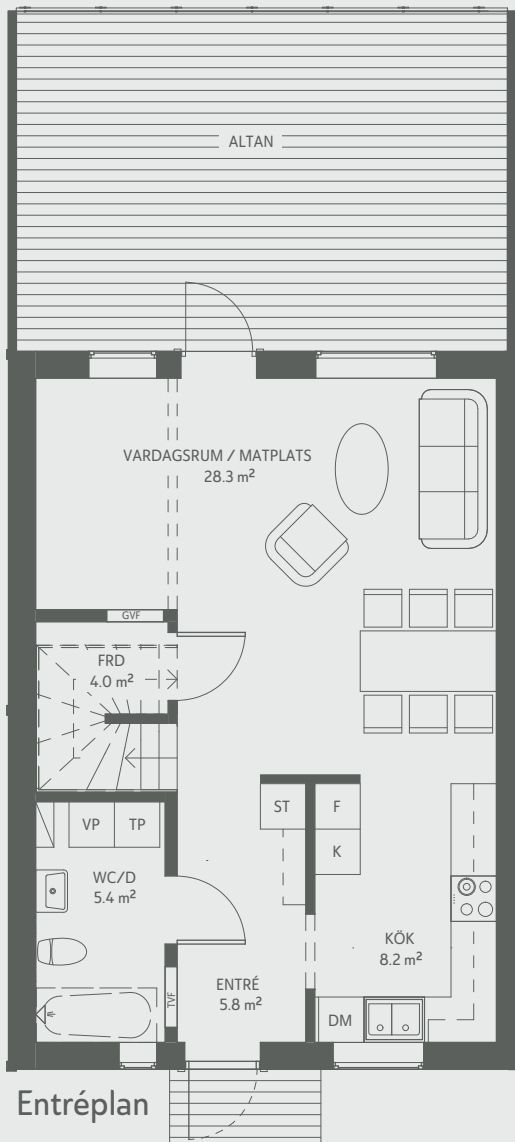 ALTAN
VARDAGSRUM / MATPLATS
28.3 m²
GVF
FRD
4.0 m²
ST
F
K
VP
TP
WC/D
5.4 m²
KÖK
8.2 m²
ENTRÉ
5.8 m²
TVF
DM
Entréplan